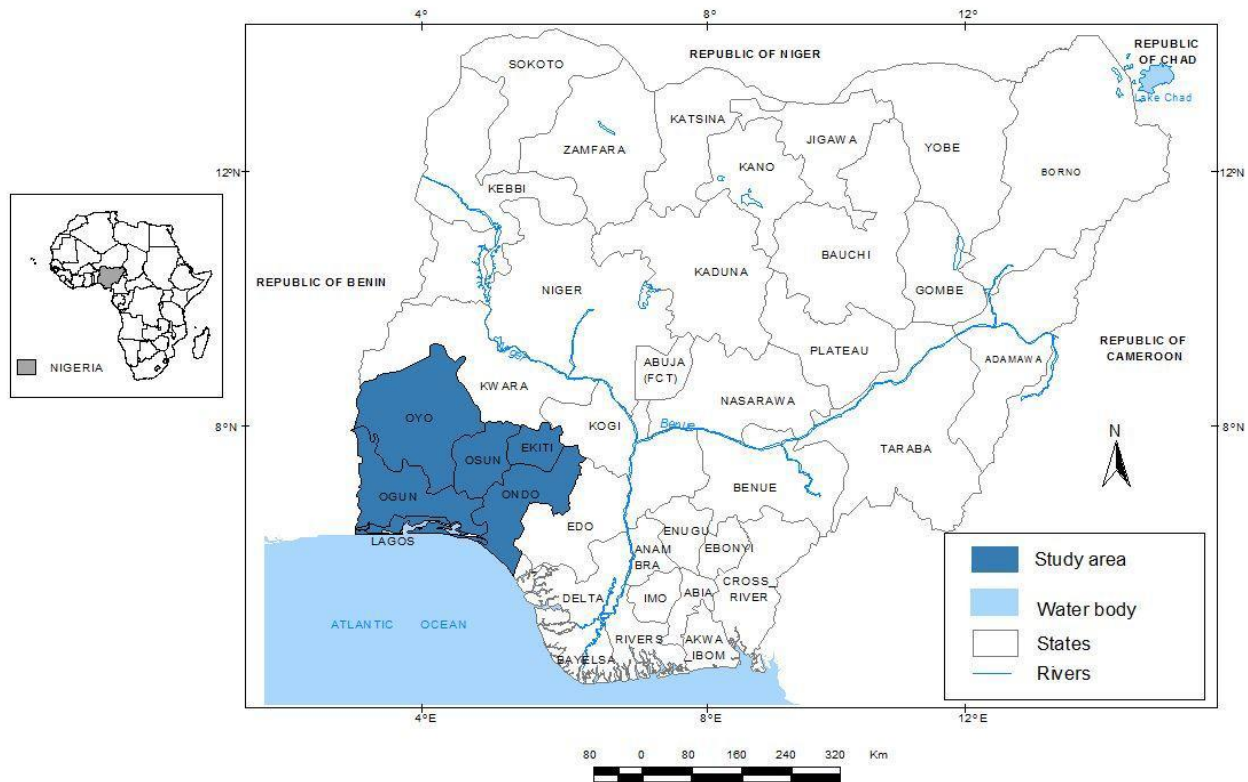 4° 8° 12°
REPUBLIC OF NIGER
REPUBLIC
OF CHAD
Lake Chad
SOKOTO
KATSINA
JIGAWA
ZAMFARA
KANO
YOBE
BORNO
12°N 12°N
KEBBI
REPUBLIC OF BENIN
NIGER
KADUNA
BAUCHI
GOMBE
NIGERIA
REPUBLIC OF
CAMEROON
ADAMAWA
PLATEAU
ABUJA
(FCT)
KWARA
NASARAWA
8°N 8°N
OYO
KOGI
Benue
TARABA
N
OSUN
EKITI
OGUN
ONDO
BENUE
LAGOS
EDO
ENUGU
ANAM
BRA
EBONYI
CROSS_
RIVER
DELTA
IMO
ABIA
ATLANTIC OCEAN
RIVERS
AKWA
_IBOM
BAYELSA
Study area
Water body
States
Rivers
4°E 8°E 12°E
80 0 80 160 240 320 Km